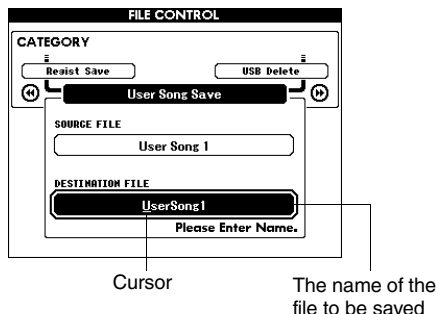 FILE CONTROL
CATEGORY
Regist Save
USB Delete
User Song Save
SOURCE FILE
User Song 1
DESTINATION FILE
UserSong1
Please Enter Name.
Cursor
The name of the
file to be saved